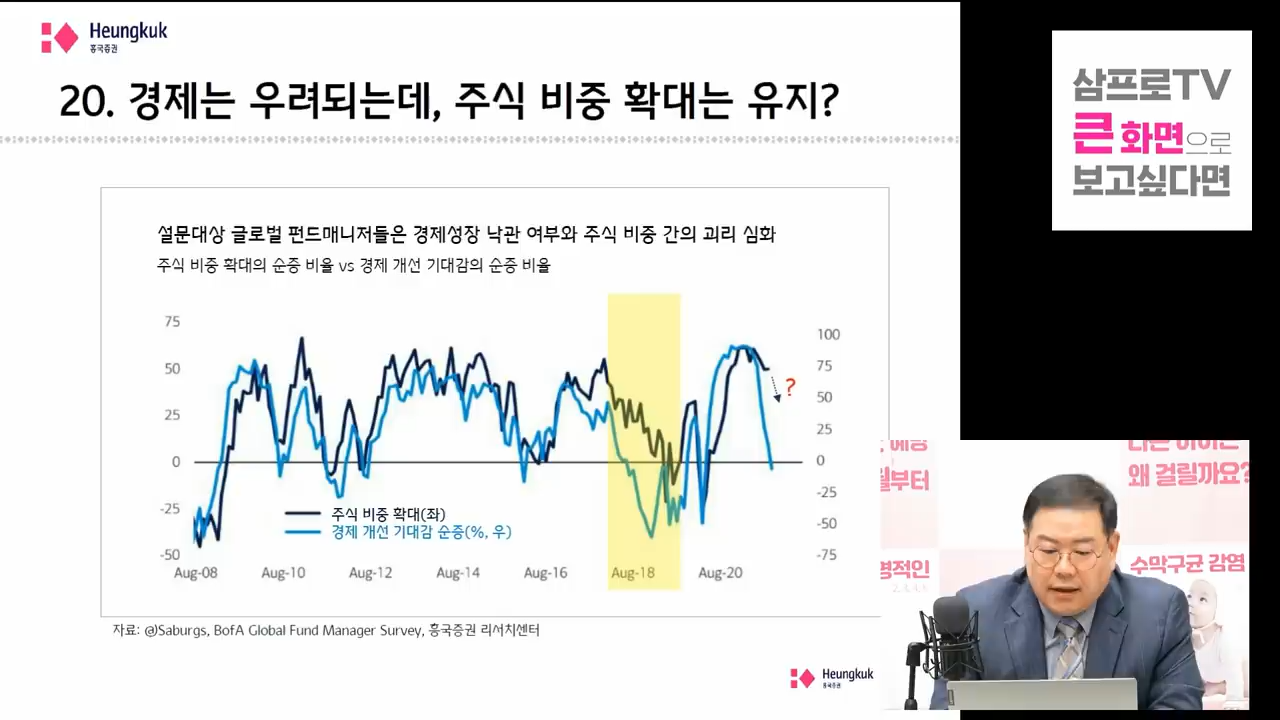 Heungkuk
흥국증권
20. 경제는 우려되는데, 주식 비중 확대는 유지?
설문대상 글로벌 펀드매니저들은 경제성장 낙관 여부와 주식 비중 간의 괴리 심화
주식 비중 확대의 순증 비율 vs 경제 개선 기대감의 순증 비율
75
50
25
0
-25
-50
100
75
50
25
0
-25
-50
-75
?
주식 비중 확대(좌)
경제 개선 기대감 순증(%, 우)
Aug-08
Aug-10
Aug-12
Aug-14
Aug-16
Aug-18
Aug-20
자료: @)Saburgs, BofA Global Fund Manager Survey, 흥국증권 리서치센터
Heungkuk
흥국증권
삼프로TV
큰 화면으로
보고싶다면
왜 걸릴까요?
수막구균 감염